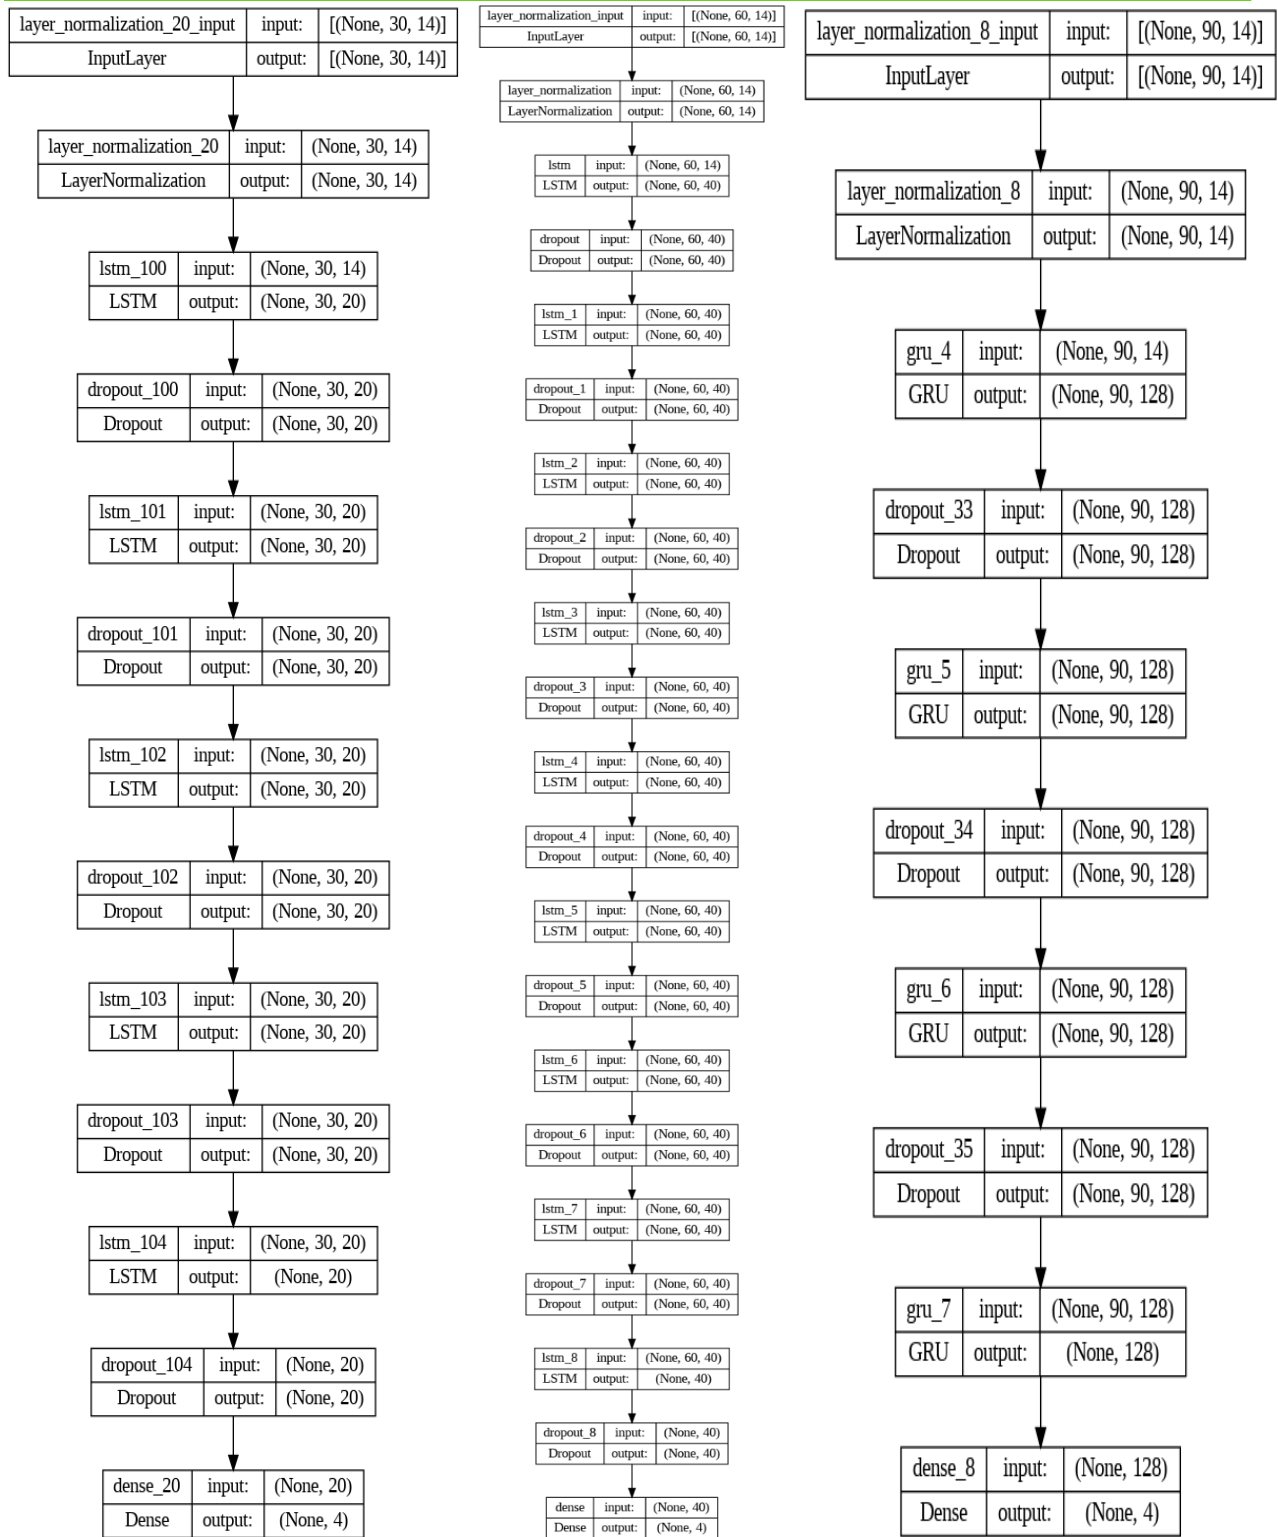 layer_normalization_20_input input: [(None, 30, 14)]
InputLayer output: [(None, 30, 14)]
layer_normalization_20 input: (None, 30, 14)
LayerNormalization output: (None, 30, 14)
lstm_100 input: (None, 30, 14)
LSTM output: (None, 30, 20)
dropout_100 input: (None, 30, 20)
Dropout output: (None, 30, 20)
lstm_101 input: (None, 30, 20)
LSTM output: (None, 30, 20)
dropout_101 input: (None, 30, 20)
Dropout output: (None, 30, 20)
lstm_102 input: (None, 30, 20)
LSTM output: (None, 30, 20)
dropout_102 input: (None, 30, 20)
Dropout output: (None, 30, 20)
lstm_103 input: (None, 30, 20)
LSTM output: (None, 30, 20)
dropout_103 input: (None, 30, 20)
Dropout output: (None, 30, 20)
lstm_104 input: (None, 30, 20)
LSTM output: (None, 20)
dropout_104 input: (None, 20)
Dropout output: (None, 20)
dense_20 input: (None, 20)
Dense output: (None, 4)
layer_normalization_input input: [(None, 60, 14)]
InputLayer output: [(None, 60, 14)]
layer_normalization input: (None, 60, 14)
LayerNormalization output: (None, 60, 14)
lstm input: (None, 60, 14)
LSTM output: (None, 60, 40)
dropout input: (None, 60, 40)
Dropout output: (None, 60, 40)
lstm_1 input: (None, 60, 40)
LSTM output: (None, 60, 40)
dropout_1 input: (None, 60, 40)
Dropout output: (None, 60, 40)
lstm_2 input: (None, 60, 40)
LSTM output: (None, 60, 40)
dropout_2 input: (None, 60, 40)
Dropout output: (None, 60, 40)
lstm_3 input: (None, 60, 40)
LSTM output: (None, 60, 40)
dropout_3 input: (None, 60, 40)
Dropout output: (None, 60, 40)
lstm_4 input: (None, 60, 40)
LSTM output: (None, 60, 40)
dropout_4 input: (None, 60, 40)
Dropout output: (None, 60, 40)
lstm_5 input: (None, 60, 40)
LSTM output: (None, 60, 40)
dropout_5 input: (None, 60, 40)
Dropout output: (None, 60, 40)
lstm_6 input: (None, 60, 40)
LSTM output: (None, 60, 40)
dropout_6 input: (None, 60, 40)
Dropout output: (None, 60, 40)
lstm_7 input: (None, 60, 40)
LSTM output: (None, 60, 40)
dropout_7 input: (None, 60, 40)
Dropout output: (None, 60, 40)
lstm_8 input: (None, 60, 40)
LSTM output: (None, 40)
dropout_8 input: (None, 40)
Dropout output: (None, 40)
dense input: (None, 40)
Dense output: (None, 4)
layer_normalization_8_input input: [(None, 90, 14)]
InputLayer output: [(None, 90, 14)]
layer_normalization_8 input: (None, 90, 14)
LayerNormalization output: (None, 90, 14)
gru_4 input: (None, 90, 14)
GRU output: (None, 90, 128)
dropout_33 input: (None, 90, 128)
Dropout output: (None, 90, 128)
gru_5 input: (None, 90, 128)
GRU output: (None, 90, 128)
dropout_34 input: (None, 90, 128)
Dropout output: (None, 90, 128)
gru_6 input: (None, 90, 128)
GRU output: (None, 90, 128)
dropout_35 input: (None, 90, 128)
Dropout output: (None, 90, 128)
gru_7 input: (None, 90, 128)
GRU output: (None, 128)
dense_8 input: (None, 128)
Dense output: (None, 4)